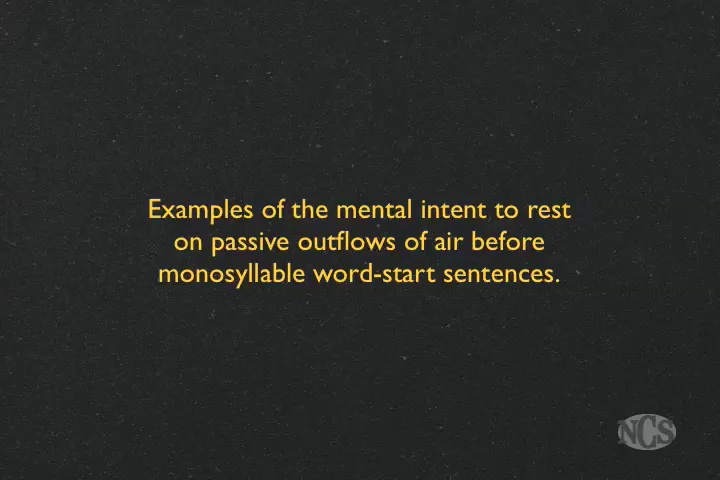 Examples of the mental intent to rest
on passive outflows of air before
monosyllable word-start sentences.
NCS